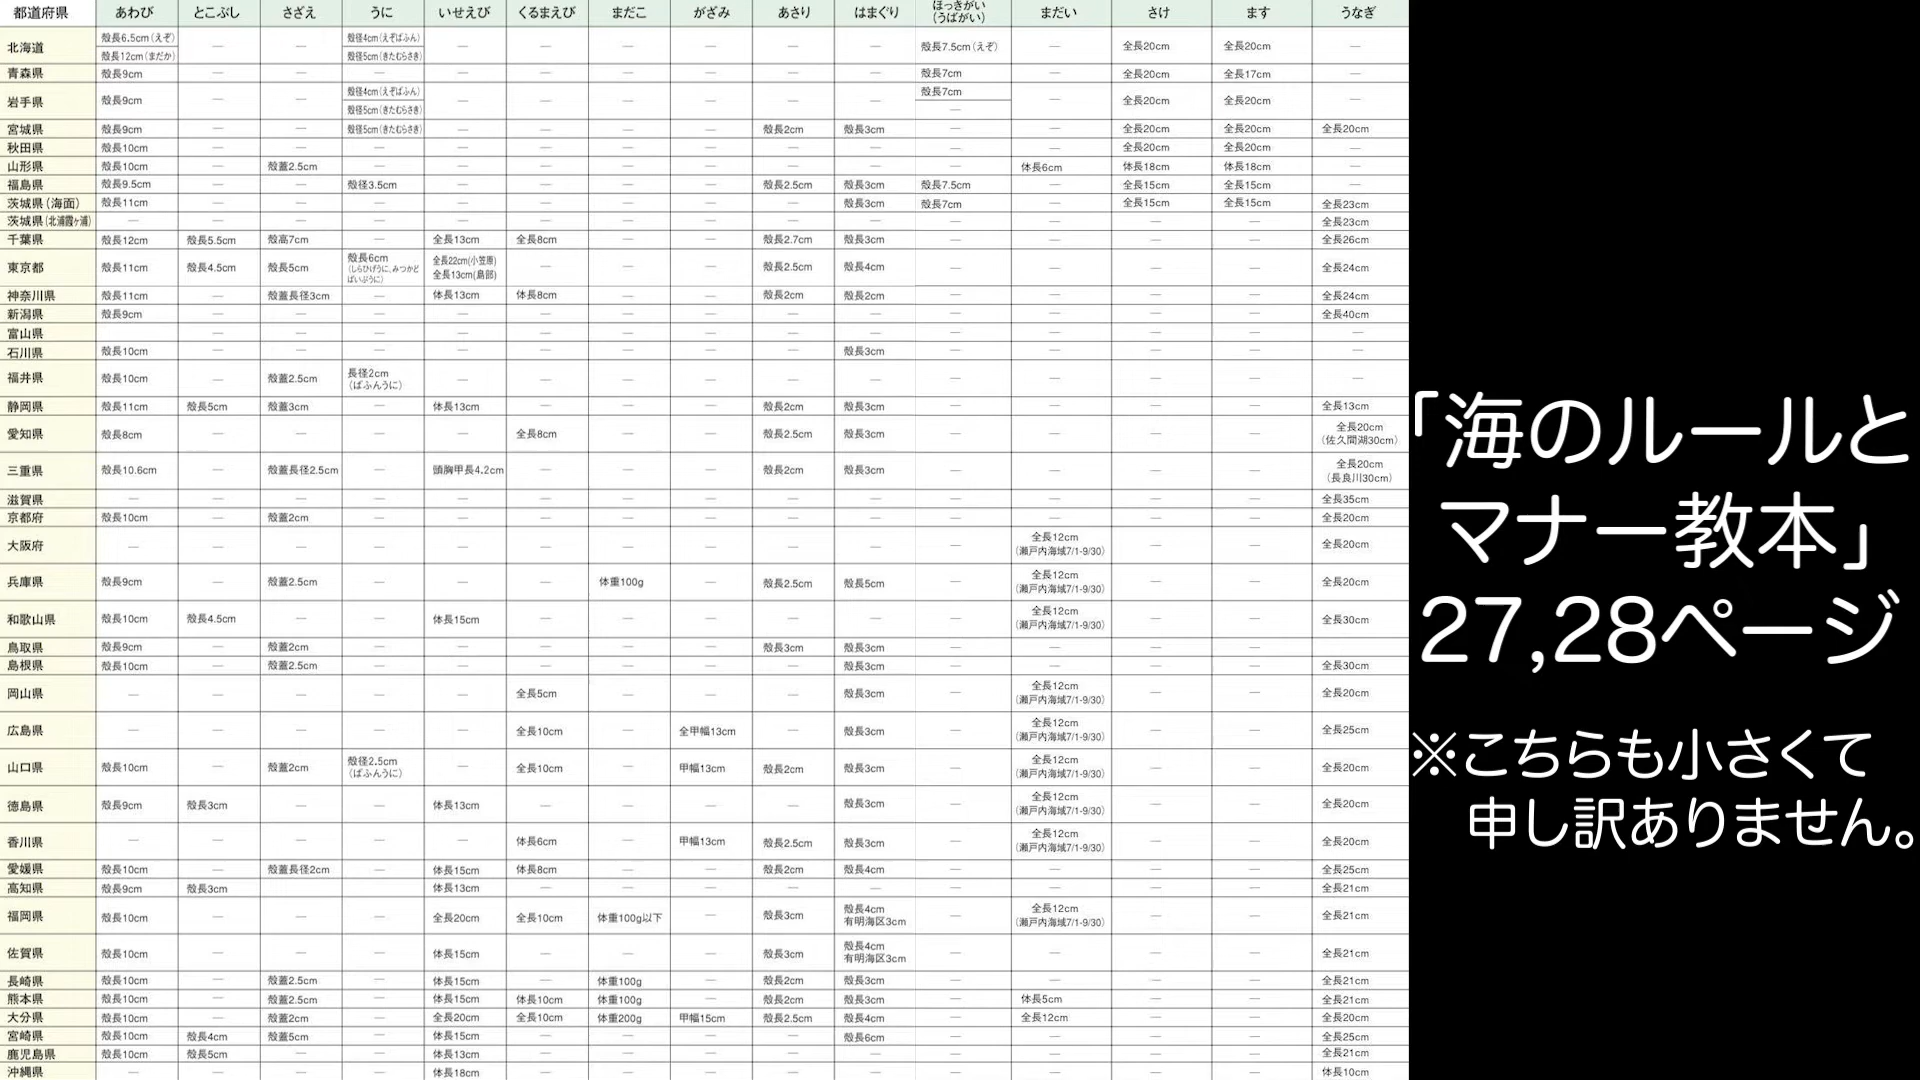 都道府県 あわび とこぶし さざえ うに いせえび くるまえび まだこ がざみ あさり はまぐり ほっきがい(うばがい) まだい さけ ます うなぎ
北海道 殻長6.5cm(えぞ) 殻長12cm(まだか) — — 殻径4cm(えぞばふん) 殻径5cm(きたむらさき) — — — — — — 殻長7.5cm(えぞ) — 全長20cm 全長20cm —
青森県 殻長9cm — — — — — — — — — 殻長7cm — 全長20cm 全長17cm —
岩手県 殻長9cm — — 殻径4cm(えぞばふん) 殻径5cm(きたむらさき) — — — — — — 殻長7cm — — 全長20cm 全長20cm —
宮城県 殻長9cm — — 殻径5cm(きたむらさき) — — — — 殻長2cm 殻長3cm — — 全長20cm 全長20cm 全長20cm
秋田県 殻長10cm — — — — — — — — — — — 全長20cm 全長20cm —
山形県 殻長10cm — 殻蓋2.5cm — — — — — — — — 体長6cm 体長18cm 体長18cm —
福島県 殻長9.5cm — — 殻径3.5cm — — — — 殻長2.5cm 殻長3cm 殻長7.5cm — 全長15cm 全長15cm —
茨城県(海面) 殻長11cm — — — — — — — — 殻長3cm 殻長7cm — 全長15cm 全長15cm 全長23cm
茨城県(北浦霞ヶ浦) — — — — — — — — — — — — — — 全長23cm
千葉県 殻長12cm 殻長5.5cm 殻高7cm — 全長13cm 全長8cm — — 殻長2.7cm 殻長3cm — — — — 全長26cm
東京都 殻長11cm 殻長4.5cm 殻長5cm 殻長6cm (しらひげうに、みつかどぱいぷうに) 全長22cm(小笠原) 全長13cm(島部) — — — 殻長2.5cm 殻長4cm — — — — 全長24cm
神奈川県 殻長11cm — 殻蓋長径3cm — 体長13cm 体長8cm — — 殻長2cm 殻長2cm — — — — 全長24cm
新潟県 殻長9cm — — — — — — — — — — — — — 全長40cm
富山県 — — — — — — — — — — — — — —
石川県 殻長10cm — — — — — — — 殻長3cm — — — — —
福井県 殻長10cm — 殻蓋2.5cm 長径2cm (ばふんうに) — — — — — — — — — — —
静岡県 殻長11cm 殻長5cm 殻蓋3cm — 体長13cm — — — 殻長2cm 殻長3cm — — — — 全長13cm
愛知県 殻長8cm — — — — 全長8cm — — 殻長2.5cm 殻長3cm — — — — 全長20cm (佐久間湖30cm)
三重県 殻長10.6cm — 殻蓋長径2.5cm — 頭胸甲長4.2cm — — — 殻長2cm 殻長3cm — — — — 全長20cm (長良川30cm)
滋賀県 — — — — — — — — — — — — — — 全長35cm
京都府 殻長10cm — 殻蓋2cm — — — — — — — — — — — 全長20cm
大阪府 — — — — — — — — — — — 全長12cm (瀬戸内海域7/1-9/30) — — 全長20cm
兵庫県 殻長9cm — 殻蓋2.5cm — — — 体重100g — 殻長2.5cm 殻長5cm — 全長12cm (瀬戸内海域7/1-9/30) — — 全長20cm
和歌山県 殻長10cm 殻長4.5cm — — 体長15cm — — — — — — 全長12cm (瀬戸内海域7/1-9/30) — — 全長30cm
鳥取県 殻長9cm — 殻蓋2cm — — — — — 殻長3cm 殻長3cm — — — — —
島根県 殻長10cm — 殻蓋2.5cm — — — — — — 殻長3cm — — — — 全長30cm
岡山県 — — — — — 全長5cm — — — 殻長3cm — 全長12cm (瀬戸内海域7/1-9/30) — — 全長20cm
広島県 — — — — — 全長10cm — 全甲幅13cm — 殻長3cm — 全長12cm (瀬戸内海域7/1-9/30) — — 全長25cm
山口県 殻長10cm — 殻蓋2cm 殻径2.5cm (ばふんうに) — 全長10cm — 甲幅13cm 殻長2cm 殻長3cm — 全長12cm (瀬戸内海域7/1-9/30) — — 全長20cm
徳島県 殻長9cm 殻長3cm — — 体長13cm — — — — 殻長3cm — 全長12cm (瀬戸内海域7/1-9/30) — — 全長20cm
香川県 — — — — — 体長6cm — 甲幅13cm 殻長2.5cm 殻長3cm — 全長12cm (瀬戸内海域7/1-9/30) — — 全長20cm
愛媛県 殻長10cm — 殻蓋長径2cm — 体長15cm 体長8cm — — 殻長2cm 殻長4cm — — — — 全長25cm
高知県 殻長9cm 殻長3cm — 体長13cm — — — — — — — — — 全長21cm
福岡県 殻長10cm — — — 全長20cm 全長10cm 体重100g以下 — 殻長3cm 殻長4cm 有明海区3cm — 全長12cm (瀬戸内海域7/1-9/30) — — 全長21cm
佐賀県 殻長10cm — — — 体長15cm — — — 殻長3cm 殻長4cm 有明海区3cm — — — — 全長21cm
長崎県 殻長10cm — 殻蓋2.5cm — 体長15cm — 体重100g — 殻長2cm 殻長3cm — — — — 全長21cm
熊本県 殻長10cm — 殻蓋2.5cm — 体長15cm 体長10cm 体重100g — 殻長2cm 殻長3cm — 体長5cm — — 全長21cm
大分県 殻長10cm — 殻蓋2cm — 全長20cm 全長10cm 体重200g 甲幅15cm 殻長2.5cm 殻長4cm — 全長12cm — — 全長20cm
宮崎県 殻長10cm 殻長4cm 殻蓋5cm — 体長15cm — — — — 殻長6cm — — — — 全長25cm
鹿児島県 殻長10cm 殻長5cm — — 体長13cm — — — — — — — — — 全長21cm
沖縄県 — — — — 体長18cm — — — — — — — — — 体長10cm
「海のルールと
マナー教本」
27,28ページ
※こちらも小さくて
申し訳ありません。